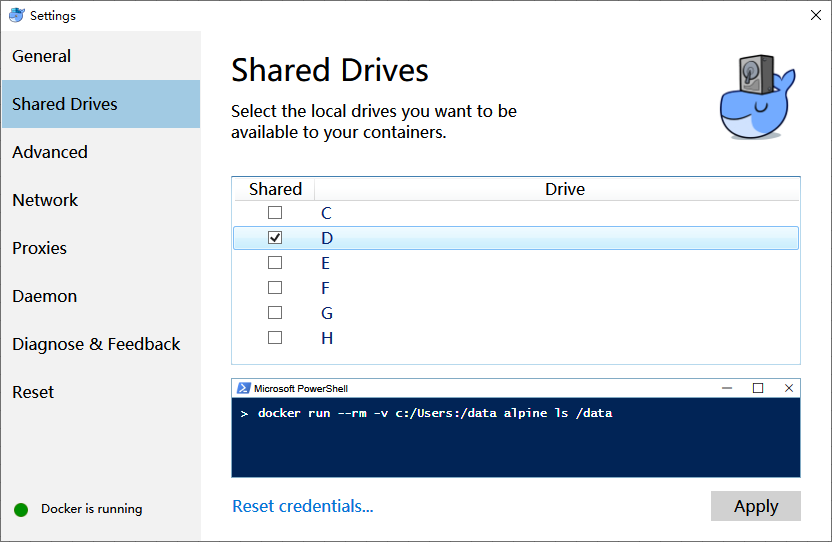 Settings
General
Shared Drives
Advanced
Network
Proxies
Daemon
Diagnose & Feedback
Reset
Docker is running
Shared Drives
Select the local drives you want to be
available to your containers.
Shared Drive
C
D
E
F
G
H
Microsoft PowerShell
> docker run --rm -v c:/Users:/data alpine ls /data
Reset credentials...
Apply